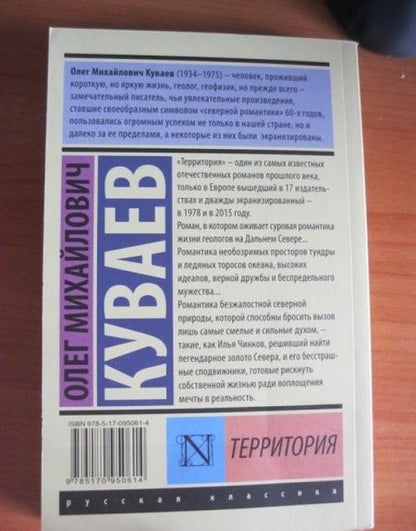 Олег Михайлович Куваев (1934–1975) – человек, проживший
короткую, но яркую жизнь, геолог, геофизик, но прежде всего –
замечательный писатель, чьи увлекательные произведения,
ставшие своеобразным символом «северной романтики» 60-х годов,
пользовались огромным успехом не только в нашей стране, но и
далеко за ее пределами, а некоторые из них были экранизированы.
ОЛЕГ МИХАЙЛОВИЧ
КУВАЕВ
«Территория» – один из самых известных
отечественных романов прошлого века,
только в Европе вышедший в 17 издатель-
ствах и дважды экранизированный –
в 1978 и в 2015 году.
Роман, в котором оживает суровая романтика
жизни геологов на Дальнем Севере...
Романтика необозримых просторов тундры
и ледяных торосов океана, высоких
идеалов, верной дружбы и беспредельного
мужества...
Романтика безжалостной северной
природы, которой способны бросить вызов
лишь самые смелые и сильные духом, –
такие, как Илья Чинков, решивший найти
легендарное золото Севера, и его бесстраш-
ные сподвижники, готовые рискнуть
собственной жизнью ради воплощения
мечты в реальность.
ISBN 978-5-17-095061-4
9 785170 950614
N
ТЕРРИТОРИЯ
русская классика